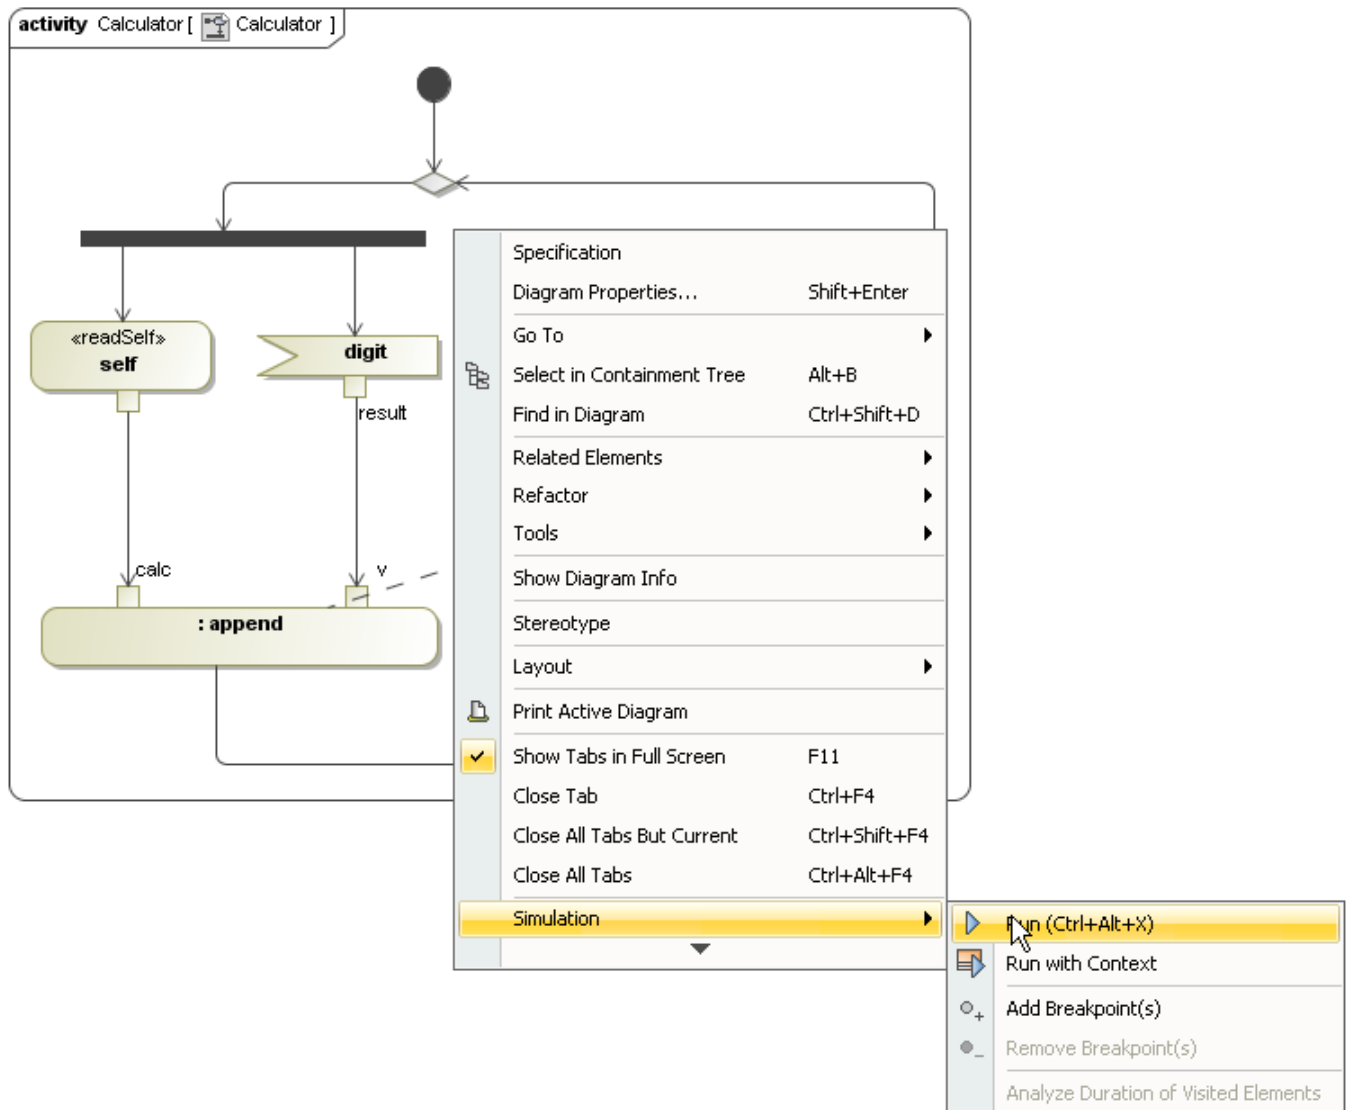 activity Calculator [ Calculator ]
«readSelf»
self
digit
result
calc
v
: append
Specification
Diagram Properties... Shift+Enter
Go To
Select in Containment Tree Alt+B
Find in Diagram Ctrl+Shift+D
Related Elements
Refactor
Tools
Show Diagram Info
Stereotype
Layout
Print Active Diagram
Show Tabs in Full Screen F11
Close Tab Ctrl+F4
Close All Tabs But Current Ctrl+Shift+F4
Close All Tabs Ctrl+Alt+F4
Simulation
Run (Ctrl+Alt+X)
Run with Context
Add Breakpoint(s)
Remove Breakpoint(s)
Analyze Duration of Visited Elements